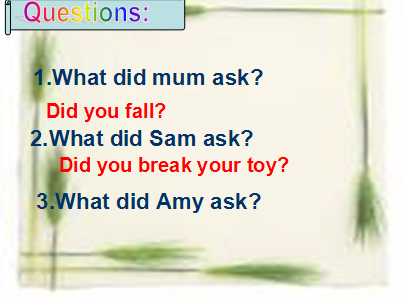 Questions:
1.What did mum ask?
Did you fall?
2.What did Sam ask?
Did you break your toy?
3.What did Amy ask?